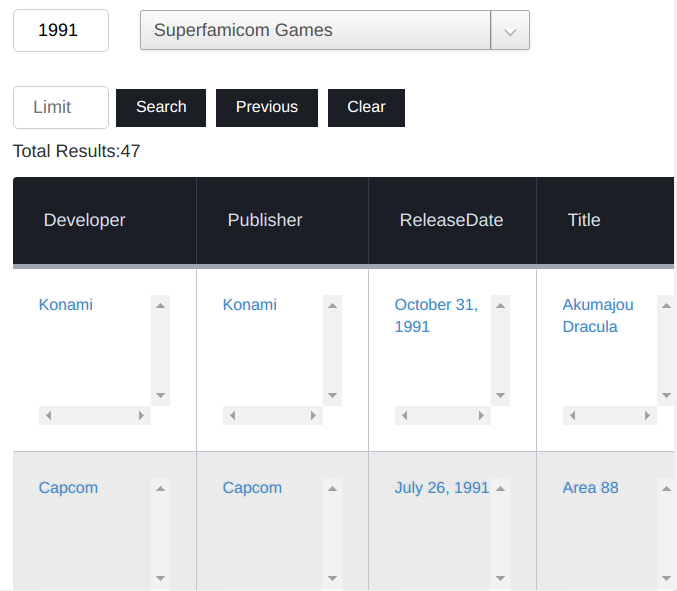 1991 Superfamicom Games
Limit Search Previous Clear
Total Results:47
Developer Publisher ReleaseDate Title
Konami Konami October 31, Akumajou
1991 Dracula
Capcom Capcom July 26, 1991 Area 88